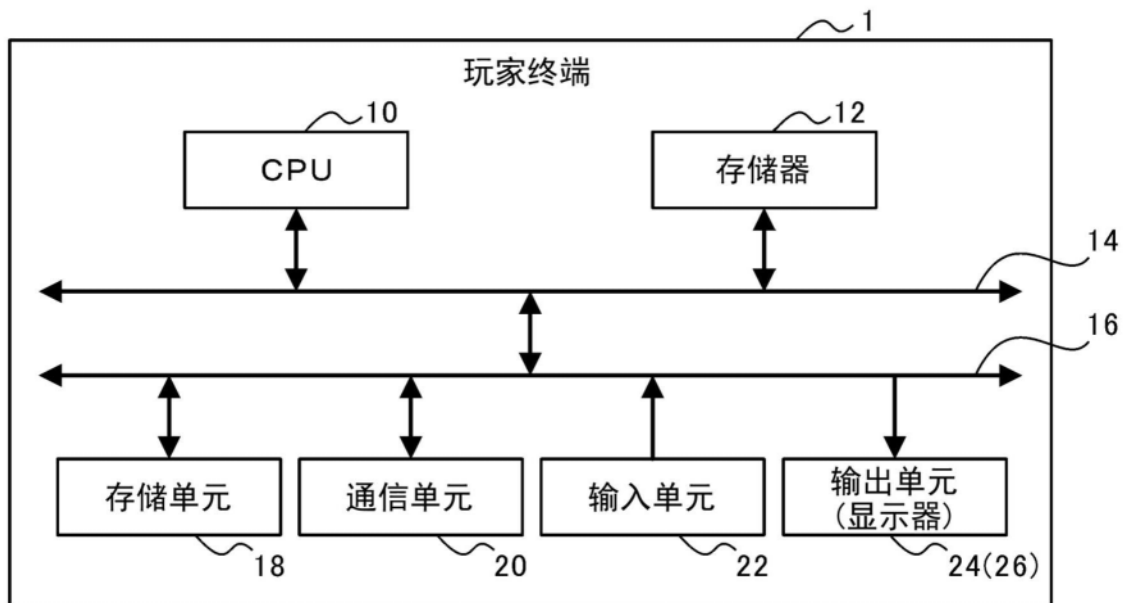 1
玩家终端
10
12
CPU
存储器
14
16
存储单元
通信单元
输入单元
输出单元
(显示器)
18
20
22
24(26)